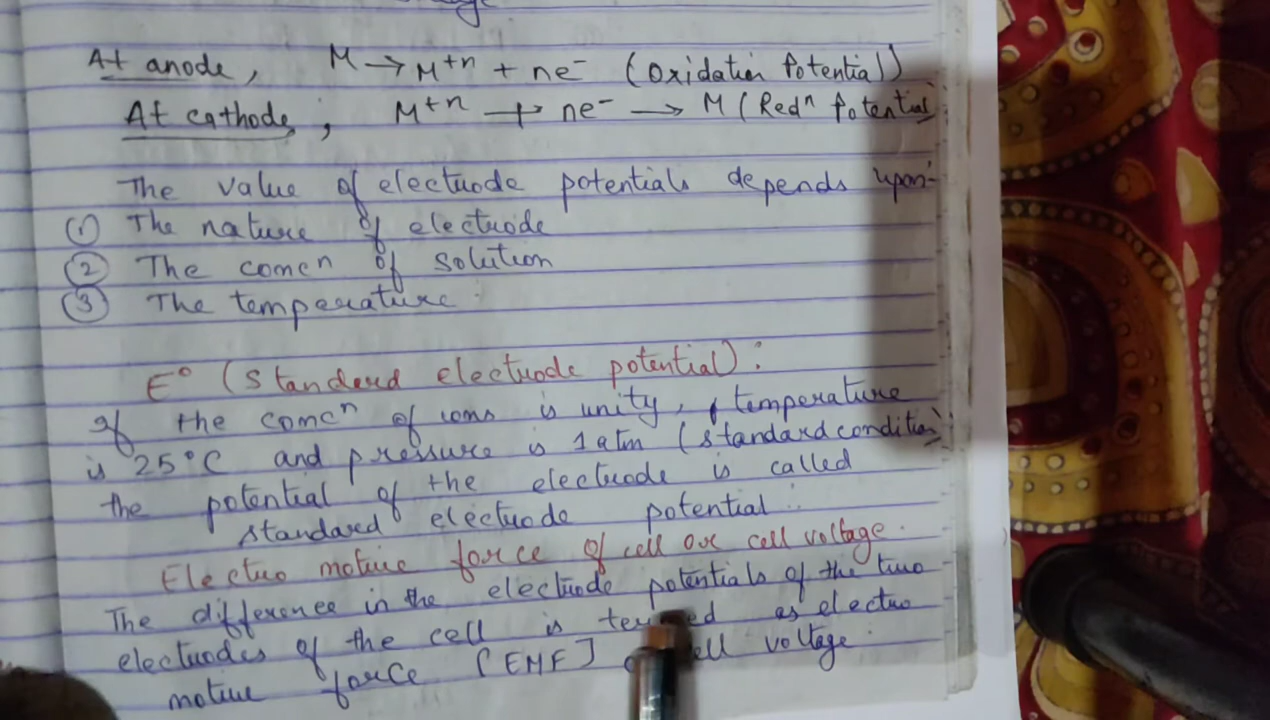 At anode, M → M+n + ne- (Oxidation Potential)
At cathode, ; M+n + ne- → M (Redn Potential
The value of electrode potentials depends upon:-
① The nature of electrode
② The comcn of solution
③ The temperature.
E° (Standerd electrode potential) :
If the comcn of ions is unity, temperature
is 25°C and pressure is 1 atm (standard condition)
the potential of the electrode is called
standard electrode potential.
Electro motive force of cell or cell voltage.
The difference in the electrode potentials of the two
electrodes of the cell is termed as electro
motive force [EMF] cell voltage.